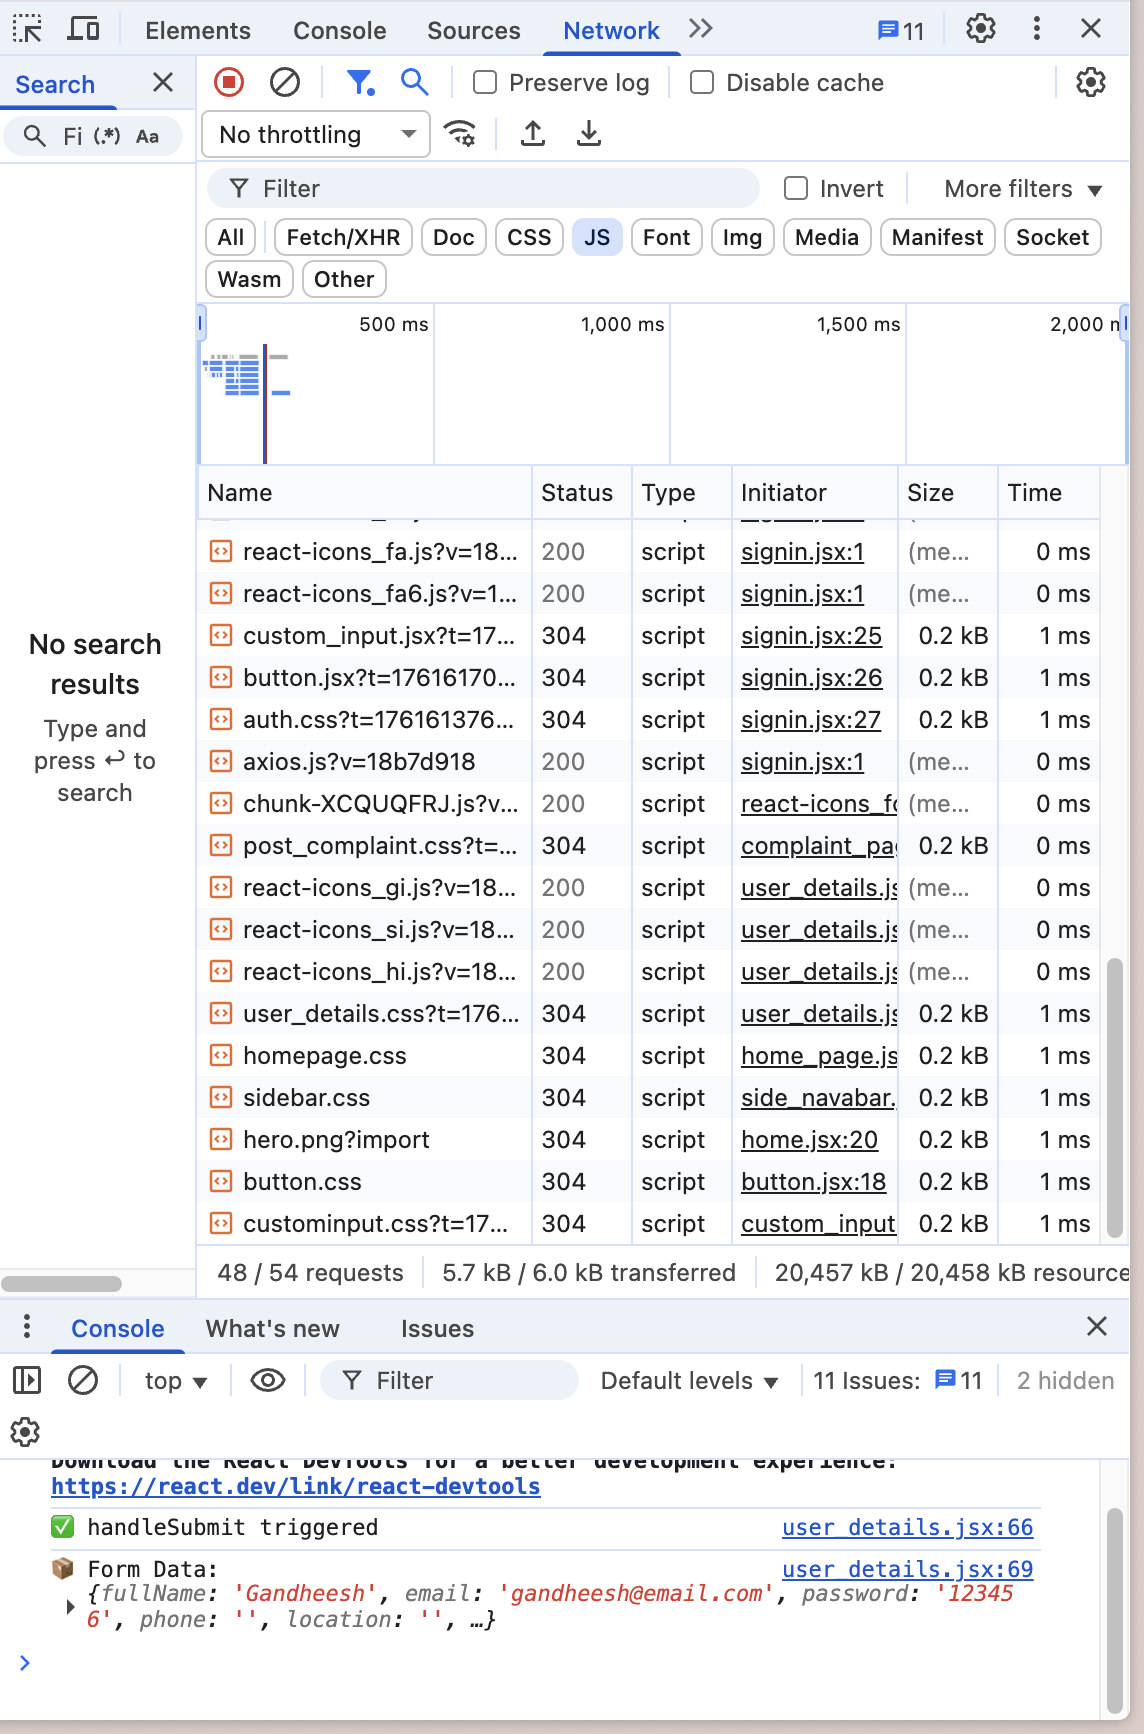 Elements Console Sources Network 11
Search
Preserve log Disable cache
Fi (.*) Aa
No throttling
Filter Invert More filters
All Fetch/XHR Doc CSS JS Font Img Media Manifest Socket
Wasm Other
500 ms 1,000 ms 1,500 ms 2,000 m
Name Status Type Initiator Size Time
react-icons_fa.js?v=18... 200 script signin.jsx:1 (me... 0 ms
react-icons_fa6.js?v=1... 200 script signin.jsx:1 (me... 0 ms
custom_input.jsx?t=17... 304 script signin.jsx:25 0.2 kB 1 ms
button.jsx?t=17616170... 304 script signin.jsx:26 0.2 kB 1 ms
auth.css?t=176161376... 304 script signin.jsx:27 0.2 kB 1 ms
axios.js?v=18b7d918 200 script signin.jsx:1 (me... 0 ms
chunk-XCQUQFRJ.js?v... 200 script react-icons_fa (me... 0 ms
post_complaint.css?t=... 304 script complaint_pag 0.2 kB 0 ms
react-icons_gi.js?v=18... 200 script user_details.js (me... 0 ms
react-icons_si.js?v=18... 200 script user_details.js (me... 0 ms
react-icons_hi.js?v=18... 200 script user_details.js (me... 0 ms
user_details.css?t=176... 304 script user_details.js 0.2 kB 1 ms
homepage.css 304 script home_page.js 0.2 kB 1 ms
sidebar.css 304 script side_navabar. 0.2 kB 1 ms
hero.png?import 304 script home.jsx:20 0.2 kB 1 ms
button.css 304 script button.jsx:18 0.2 kB 1 ms
custominput.css?t=17... 304 script custom_input 0.2 kB 1 ms
No search
results
Type and
press ↩ to
search
48 / 54 requests 5.7 kB / 6.0 kB transferred 20,457 kB / 20,458 kB resource
Console What's new Issues
top Filter Default levels 11 Issues: 11 2 hidden
Download the React DevTools for a better development experience:
https://react.dev/link/react-devtools
✅ handleSubmit triggered user_details.jsx:66
📦 Form Data: user_details.jsx:69
{fullName: 'Gandheesh', email: 'gandheesh@email.com', password: '12345
6', phone: '', location: '', …}